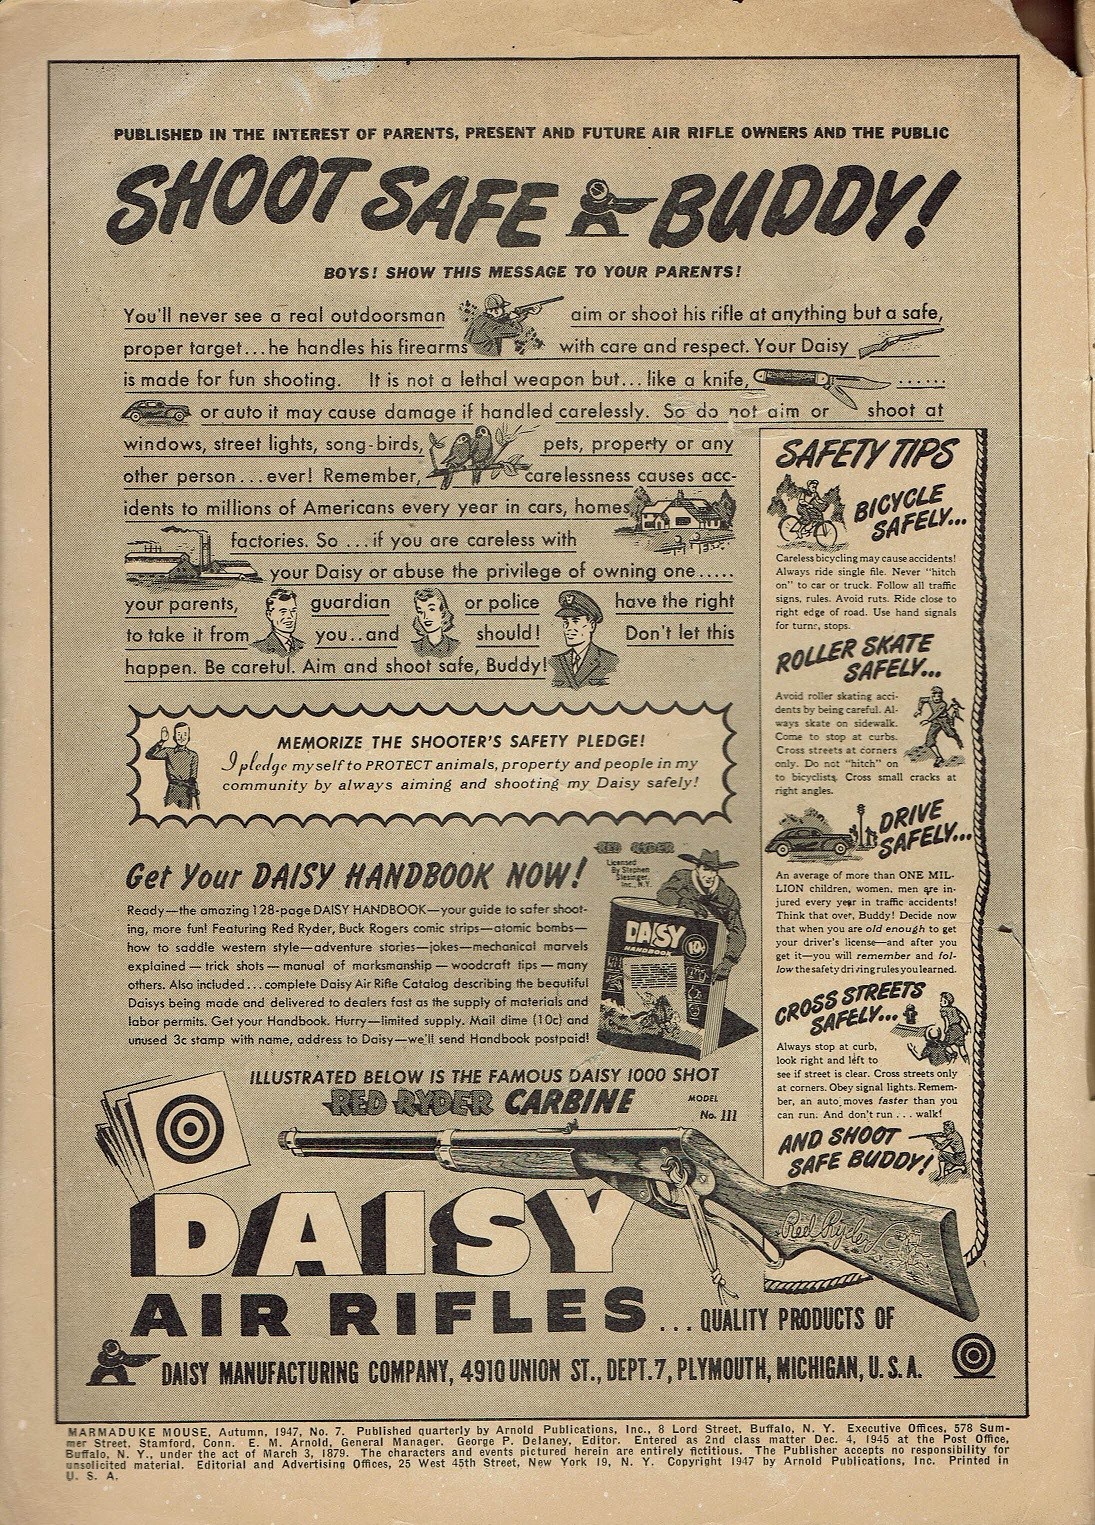 PUBLISHED IN THE INTEREST OF PARENTS, PRESENT AND FUTURE AIR RIFLE OWNERS AND THE PUBLIC
SHOOT SAFE BUDDY!
BOYS! SHOW THIS MESSAGE TO YOUR PARENTS!
You'll never see a real outdoorsman aim or shoot his rifle at anything but a safe,
proper target...he handles his firearms with care and respect. Your Daisy
is made for fun shooting. It is not a lethal weapon but... like a knife, ......
or auto it may cause damage if handled carelessly. So do not aim or shoot at
windows, street lights, song-birds, pets, property or any
other person...ever! Remember, carelessness causes acc-
idents to millions of Americans every year in cars, homes
factories. So ...if you are careless with
your Daisy or abuse the privilege of owning one.....
your parents, guardian or police have the right
to take it from you..and should! Don't let this
happen. Be careful. Aim and shoot safe, Buddy!
MEMORIZE THE SHOOTER'S SAFETY PLEDGE!
I pledge myself to PROTECT animals, property and people in my
community by always aiming and shooting my Daisy safely!
Get Your DAISY HANDBOOK NOW!
Ready—the amazing 128-page DAISY HANDBOOK—your guide to safer shoot-
ing, more fun! Featuring Red Ryder, Buck Rogers comic strips—atomic bombs—
how to saddle western style—adventure stories—jokes—mechanical marvels
explained — trick shots — manual of marksmanship — woodcraft tips — many
others. Also included...complete Daisy Air Rifle Catalog describing the beautiful
Daisys being made and delivered to dealers fast as the supply of materials and
labor permits. Get your Handbook. Hurry—limited supply. Mail dime (10c) and
unused 3c stamp with name, address to Daisy—we'll send Handbook postpaid!
RED RYDER
Licensed
By Stephen
Slesinger,
Inc., N.Y.
DAISY
HANDBOOK
10¢
SAFETY TIPS
BICYCLE
SAFELY...
Careless bicycling may cause accidents!
Always ride single file. Never "hitch
on" to car or truck. Follow all traffic
signs, rules. Avoid ruts. Ride close to
right edge of road. Use hand signals
for turns, stops.
ROLLER SKATE
SAFELY...
Avoid roller skating acci-
dents by being careful. Al-
ways skate on sidewalk.
Come to stop at curbs.
Cross streets at corners
only. Do not "hitch" on
to bicyclists. Cross small cracks at
right angles.
DRIVE
SAFELY...
An average of more than ONE MIL-
LION children, women, men are in-
jured every year in traffic accidents!
Think that over, Buddy! Decide now
that when you are old enough to get
your driver's license—and after you
get it—you will remember and fol-
low the safety driving rules you learned.
CROSS STREETS
SAFELY...
Always stop at curb,
look right and left to
see if street is clear. Cross streets only
at corners. Obey signal lights. Remem-
ber, an auto moves faster than you
can run. And don't run . . . walk!
AND SHOOT
SAFE BUDDY!
ILLUSTRATED BELOW IS THE FAMOUS DAISY 1000 SHOT
RED RYDER CARBINE
MODEL
No. 111
Red Ryder
DAISY
AIR RIFLES
...QUALITY PRODUCTS OF
DAISY MANUFACTURING COMPANY, 4910 UNION ST., DEPT. 7, PLYMOUTH, MICHIGAN, U. S. A.
MARMADUKE MOUSE, Autumn, 1947, No. 7. Published quarterly by Arnold Publications, Inc., 8 Lord Street, Buffalo, N. Y. Executive Offices, 578 Sum-
mer Street, Stamford, Conn. E. M. Arnold, General Manager. George P. Delaney, Editor. Entered as 2nd class matter Dec. 4, 1945 at the Post Office,
Buffalo, N. Y., under the act of March 3, 1879. The characters and events pictured herein are entirely fictitious. The Publisher accepts no responsibility for
unsolicited material. Editorial and Advertising Offices, 25 West 45th Street, New York 19, N. Y. Copyright 1947 by Arnold Publications, Inc. Printed in
U. S. A.